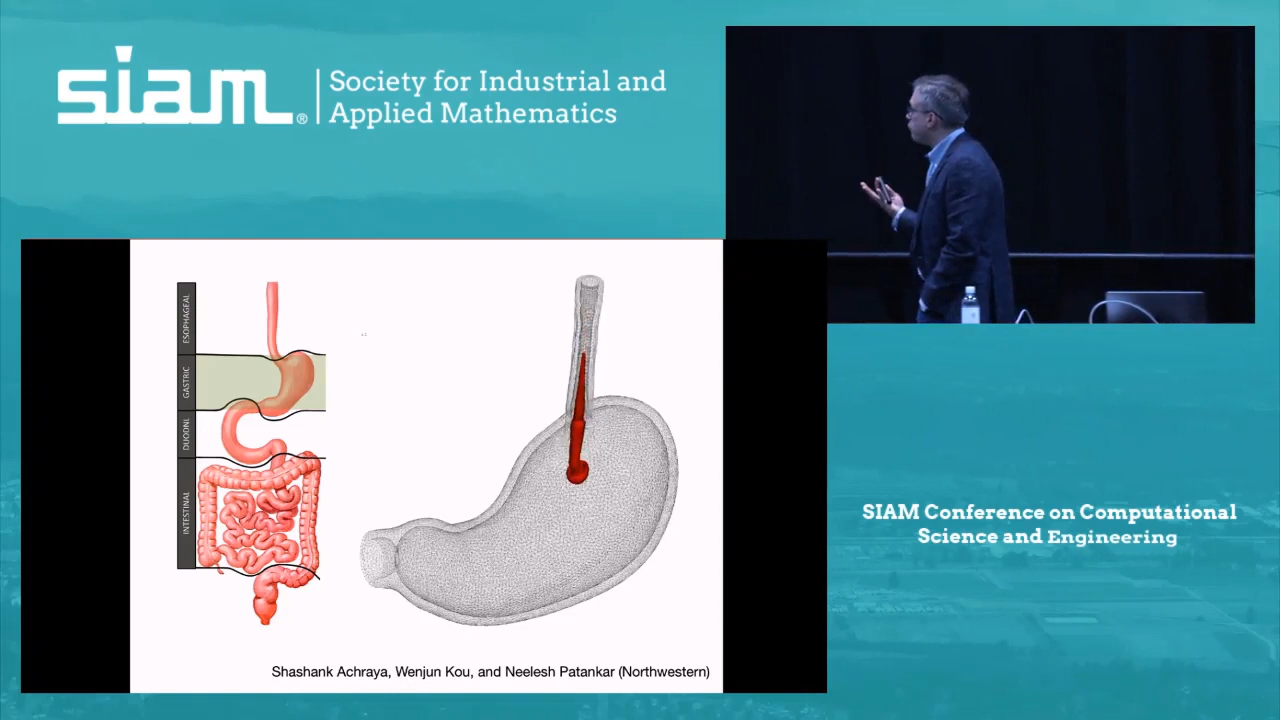 siam® | Society for Industrial and
Applied Mathematics
ESOPHAGEAL
GASTRIC
DUODNL
INTESTINAL
Shashank Achraya, Wenjun Kou, and Neelesh Patankar (Northwestern)
SIAM Conference on Computational
Science and Engineering